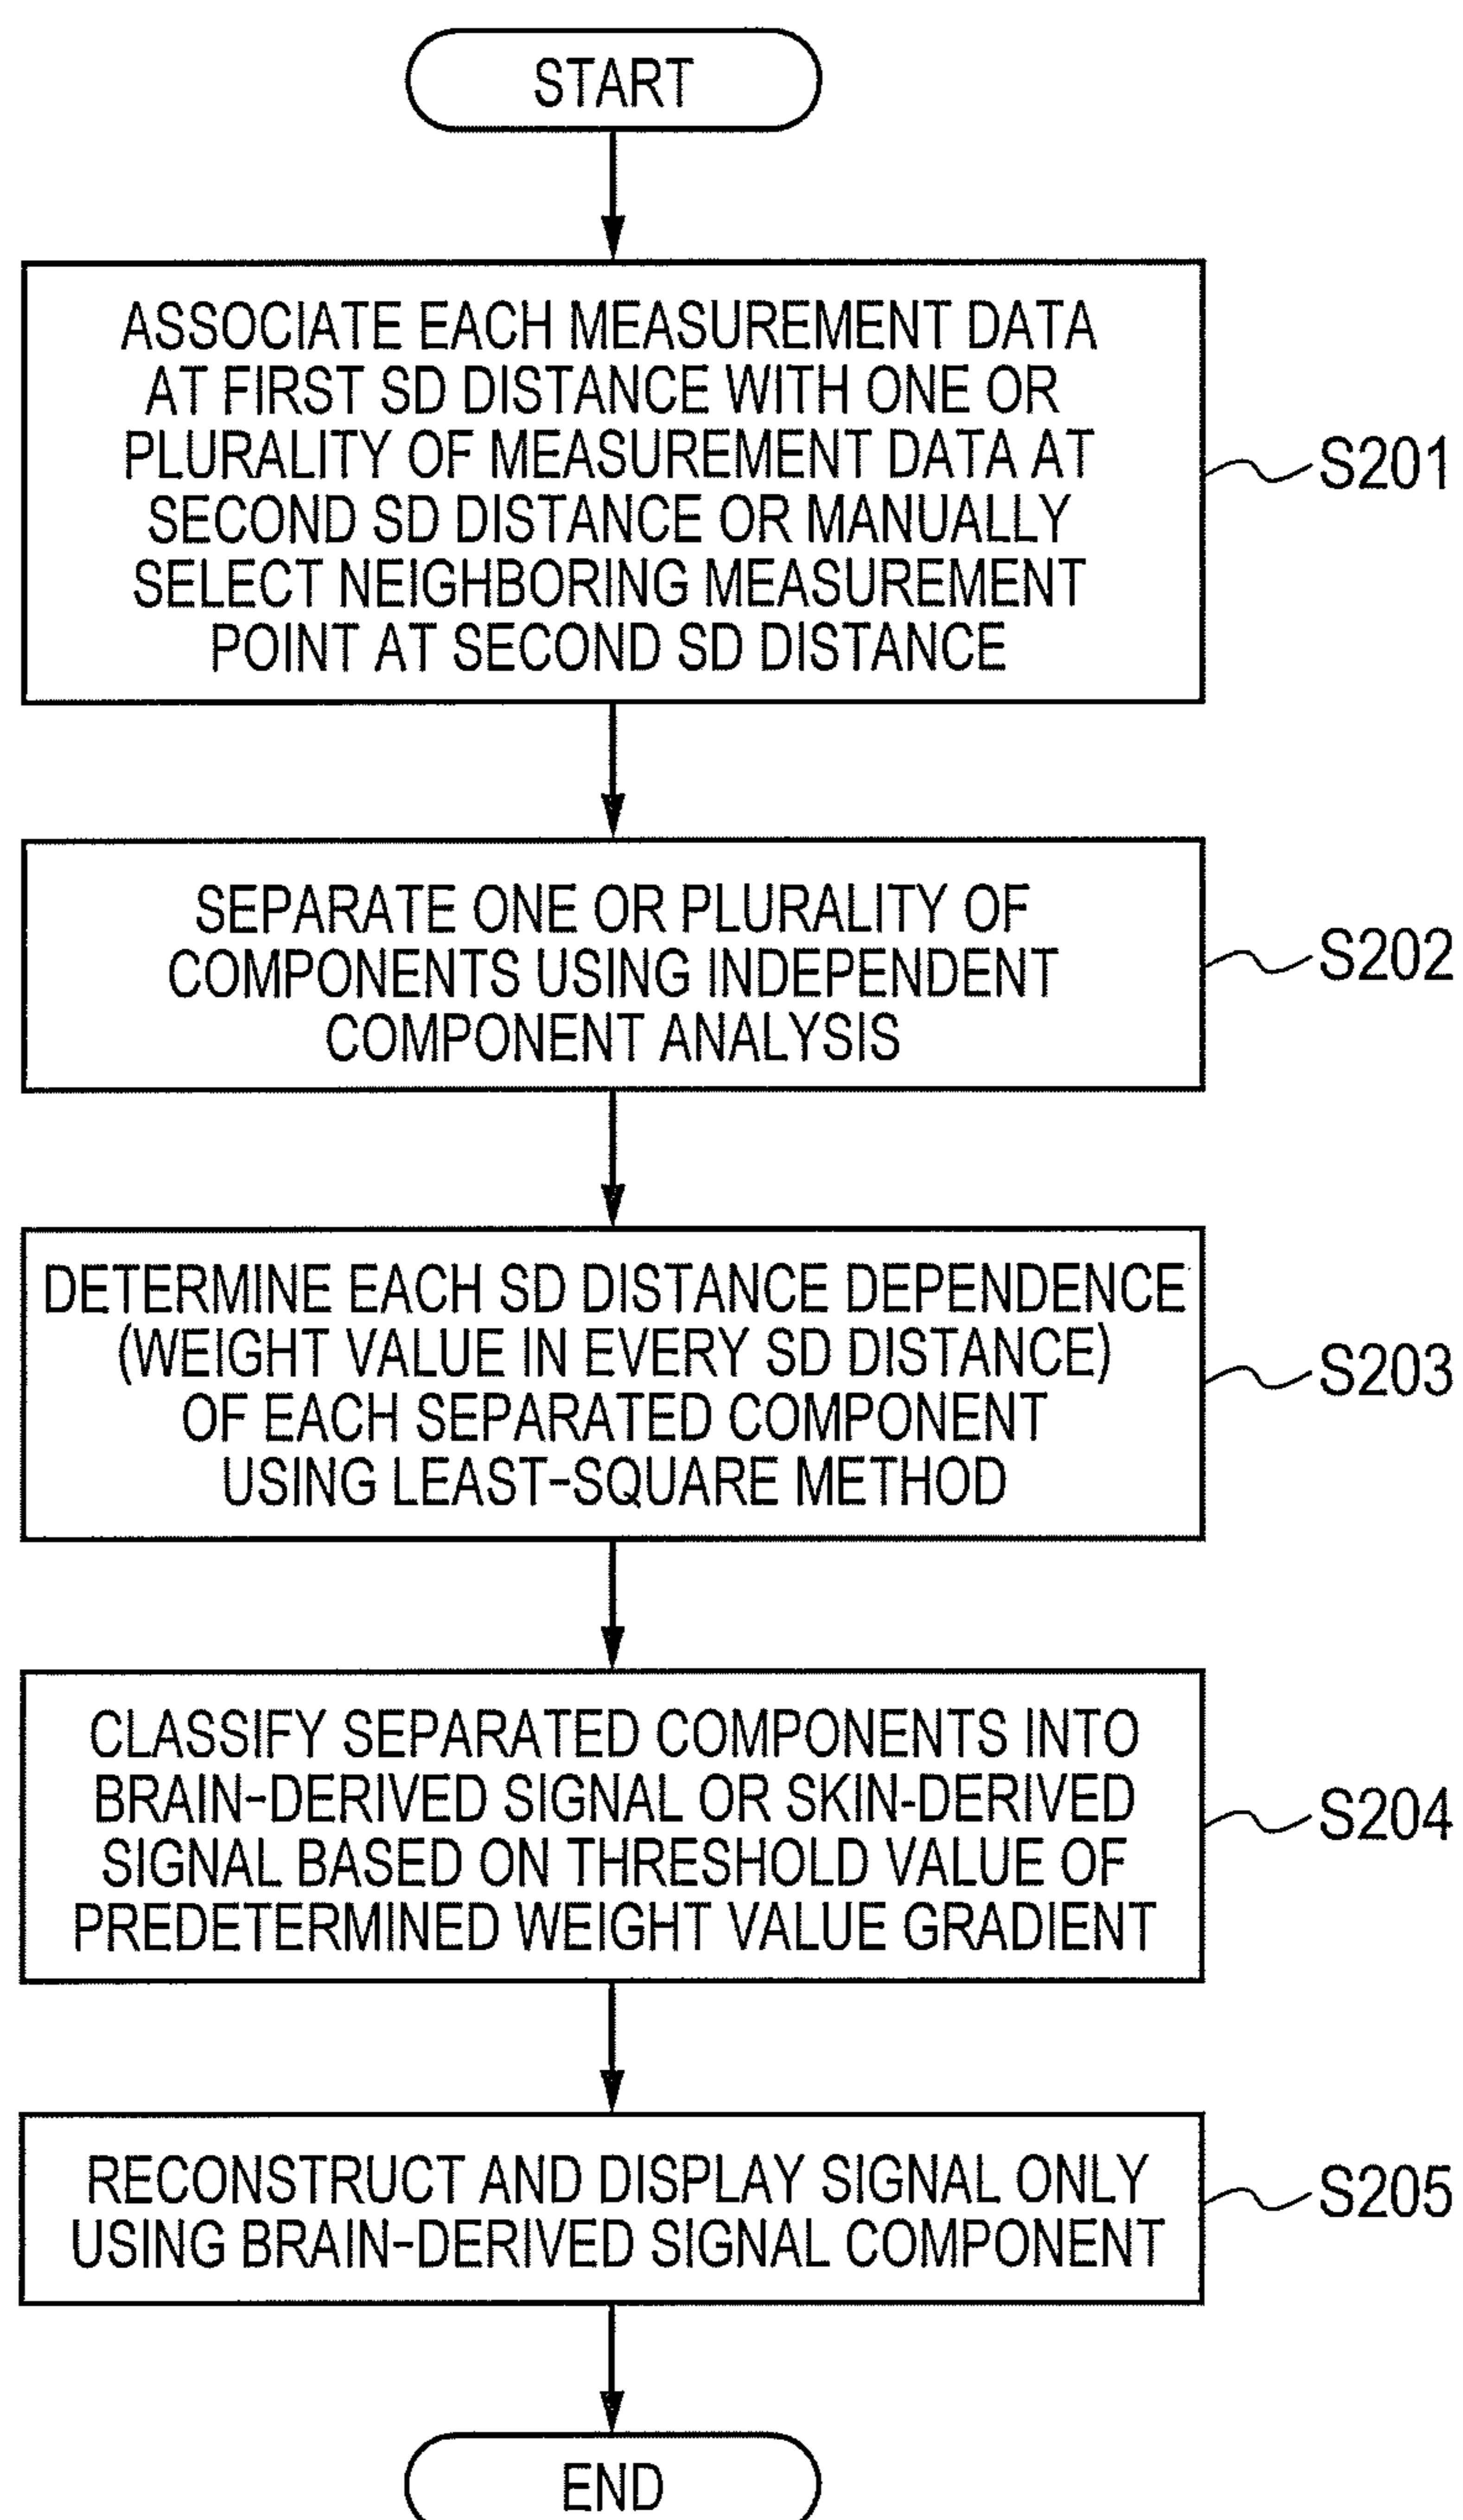 START
ASSOCIATE EACH MEASUREMENT DATA
AT FIRST SD DISTANCE WITH ONE OR
PLURALITY OF MEASUREMENT DATA AT
SECOND SD DISTANCE OR MANUALLY
SELECT NEIGHBORING MEASUREMENT
POINT AT SECOND SD DISTANCE
S201
SEPARATE ONE OR PLURALITY OF
COMPONENTS USING INDEPENDENT
COMPONENT ANALYSIS
S202
DETERMINE EACH SD DISTANCE DEPENDENCE
(WEIGHT VALUE IN EVERY SD DISTANCE)
OF EACH SEPARATED COMPONENT
USING LEAST-SQUARE METHOD
S203
CLASSIFY SEPARATED COMPONENTS INTO
BRAIN-DERIVED SIGNAL OR SKIN-DERIVED
SIGNAL BASED ON THRESHOLD VALUE OF
PREDETERMINED WEIGHT VALUE GRADIENT
S204
RECONSTRUCT AND DISPLAY SIGNAL ONLY
USING BRAIN-DERIVED SIGNAL COMPONENT
S205
END